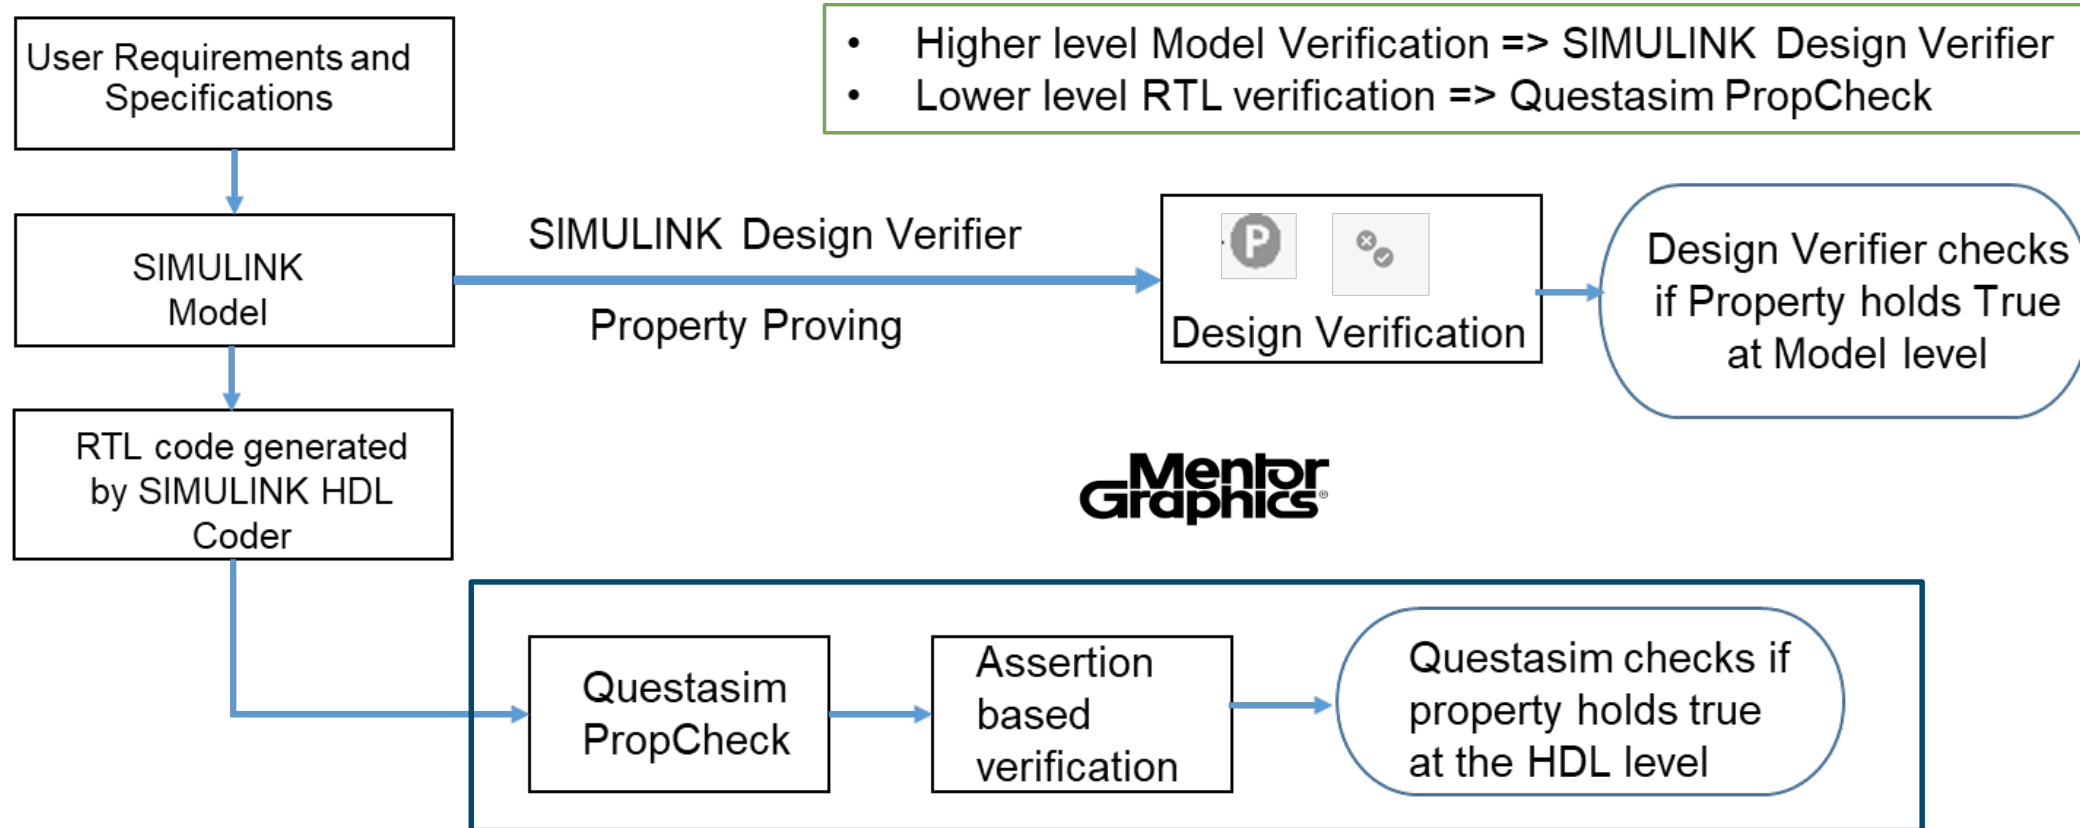 User Requirements and
Specifications
• Higher level Model Verification => SIMULINK Design Verifier
• Lower level RTL verification => Questasim PropCheck
SIMULINK
Model
SIMULINK Design Verifier
Property Proving
P
Design Verification
Design Verifier checks
if Property holds True
at Model level
RTL code generated
by SIMULINK HDL
Coder
Mentor
Graphics®
Questasim
PropCheck
Assertion
based
verification
Questasim checks if
property holds true
at the HDL level